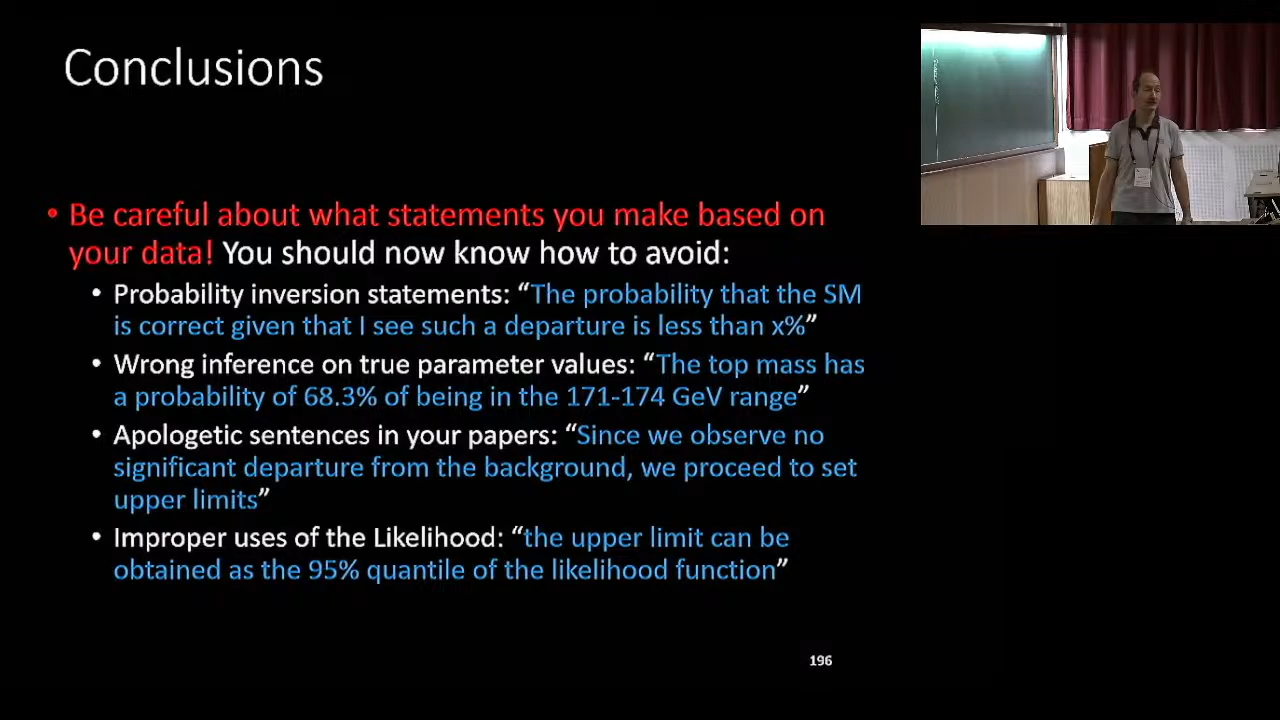 Conclusions
• Be careful about what statements you make based on
your data! You should now know how to avoid:
• Probability inversion statements: “The probability that the SM
is correct given that I see such a departure is less than x%”
• Wrong inference on true parameter values: “The top mass has
a probability of 68.3% of being in the 171-174 GeV range”
• Apologetic sentences in your papers: “Since we observe no
significant departure from the background, we proceed to set
upper limits”
• Improper uses of the Likelihood: “the upper limit can be
obtained as the 95% quantile of the likelihood function”
196